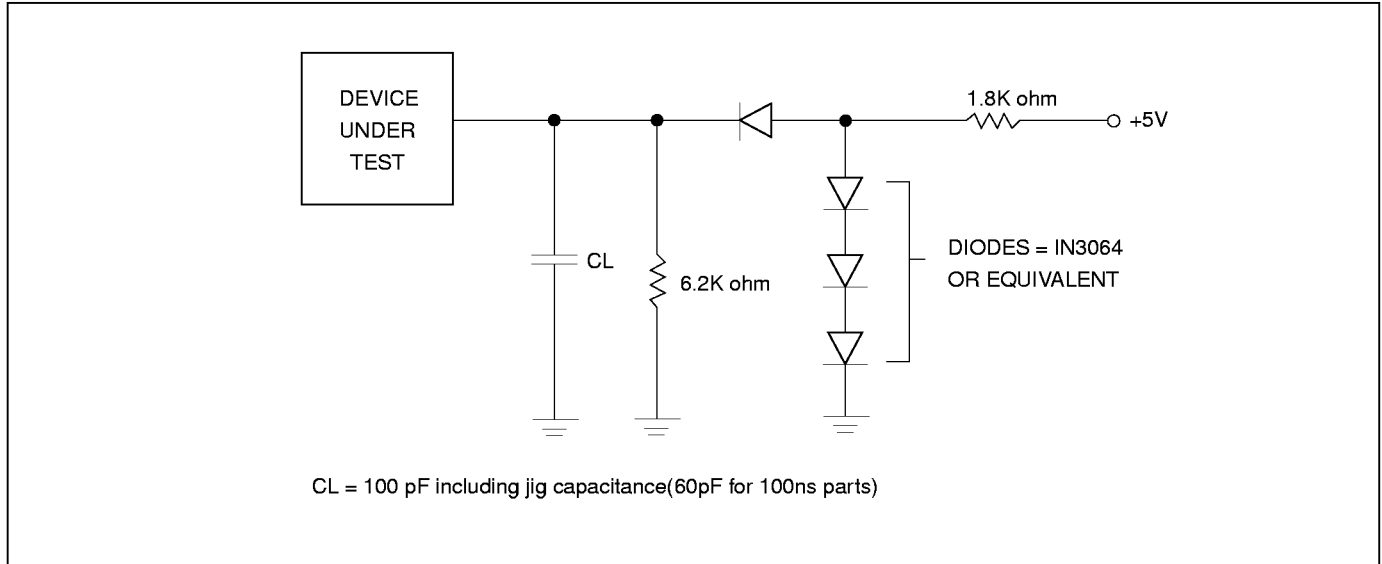 DEVICE
UNDER
TEST
1.8K ohm
+5V
CL
6.2K ohm
DIODES = IN3064
OR EQUIVALENT
CL = 100 pF including jig capacitance(60pF for 100ns parts)